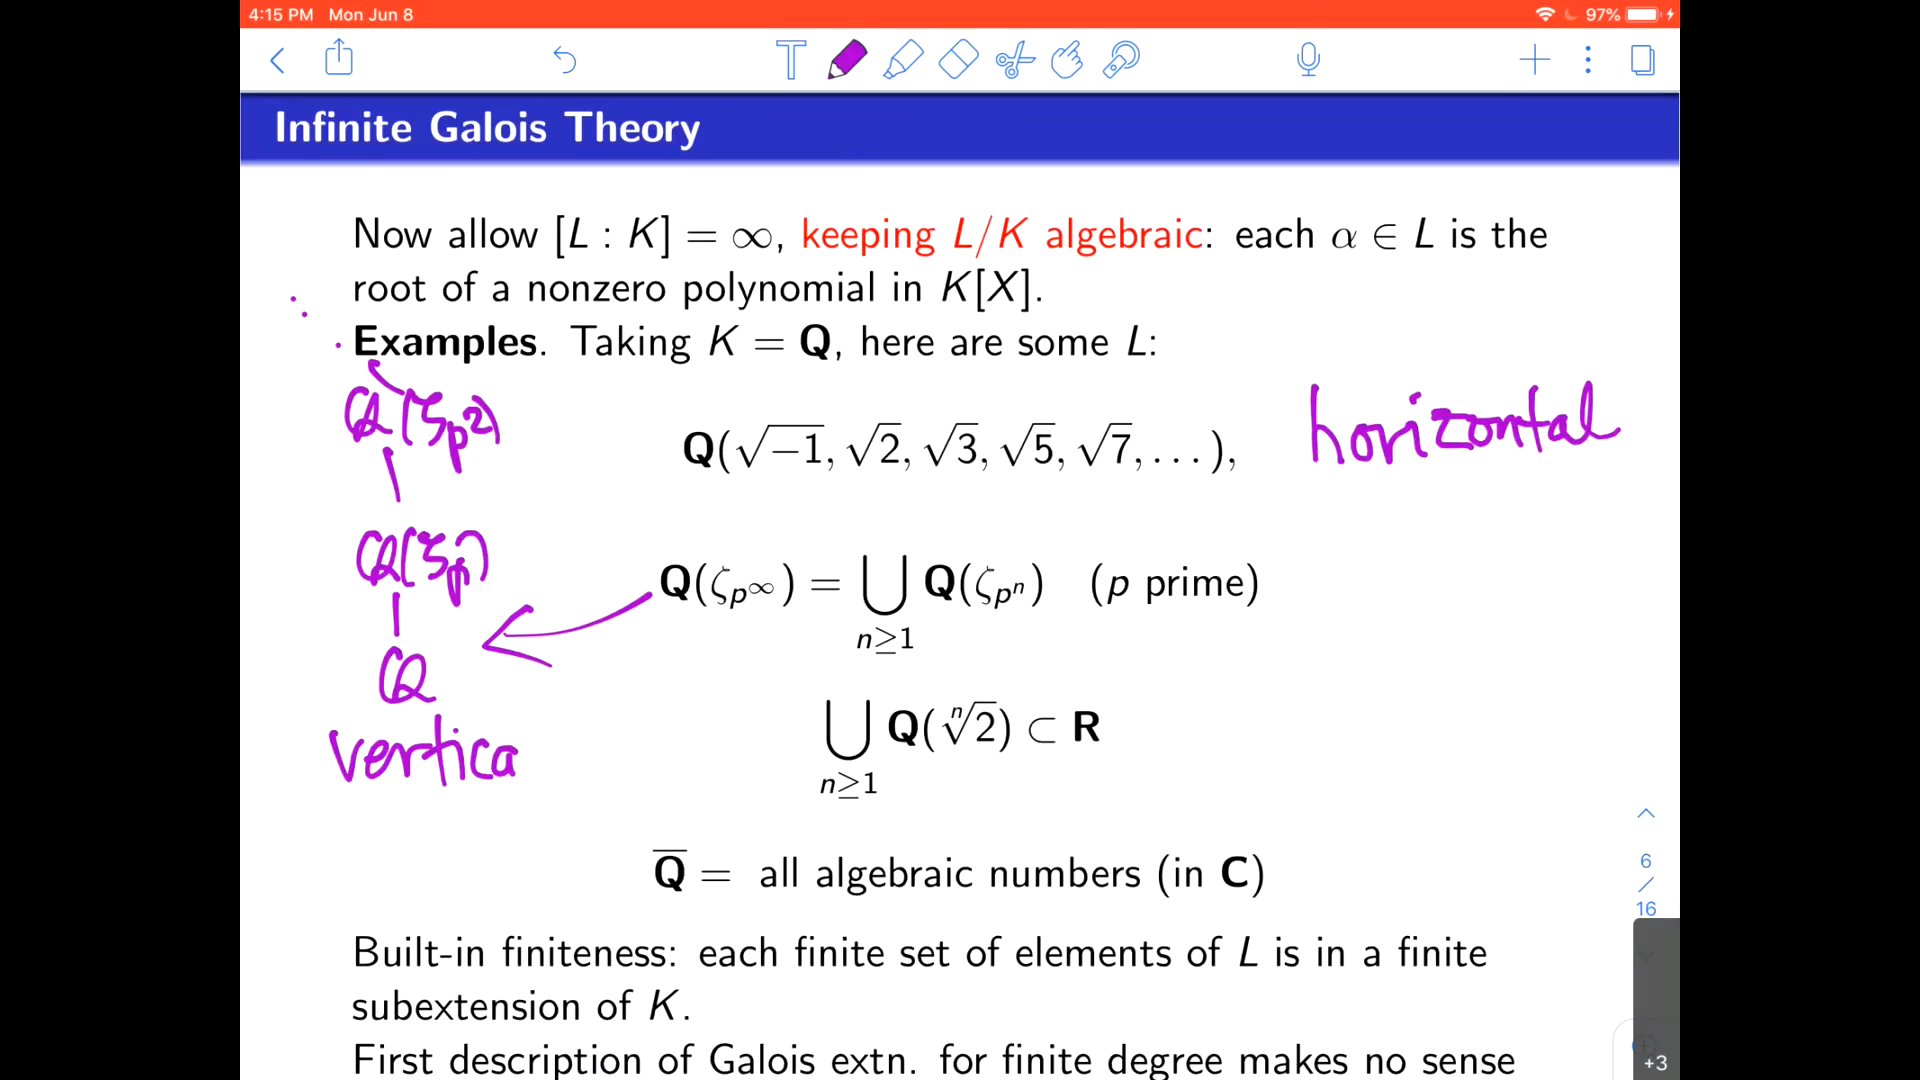 4:15 PM Mon Jun 8 97%
Infinite Galois Theory
Now allow [L : K] = ∞, keeping L/K algebraic: each α ∈ L is the
root of a nonzero polynomial in K[X].
Examples. Taking K = Q, here are some L:
Q(ζp²)
Q(√−1, √2, √3, √5, √7, . . . ),
horizontal
Q(ζp)
Q(ζp∞) = ⋃ Q(ζpⁿ) (p prime)
n≥1
Q
vertica
⋃ Q(ⁿ√2) ⊂ R
n≥1
Q̅ = all algebraic numbers (in C)
6
/
16
Built-in finiteness: each finite set of elements of L is in a finite
subextension of K.
First description of Galois extn. for finite degree makes no sense
+3